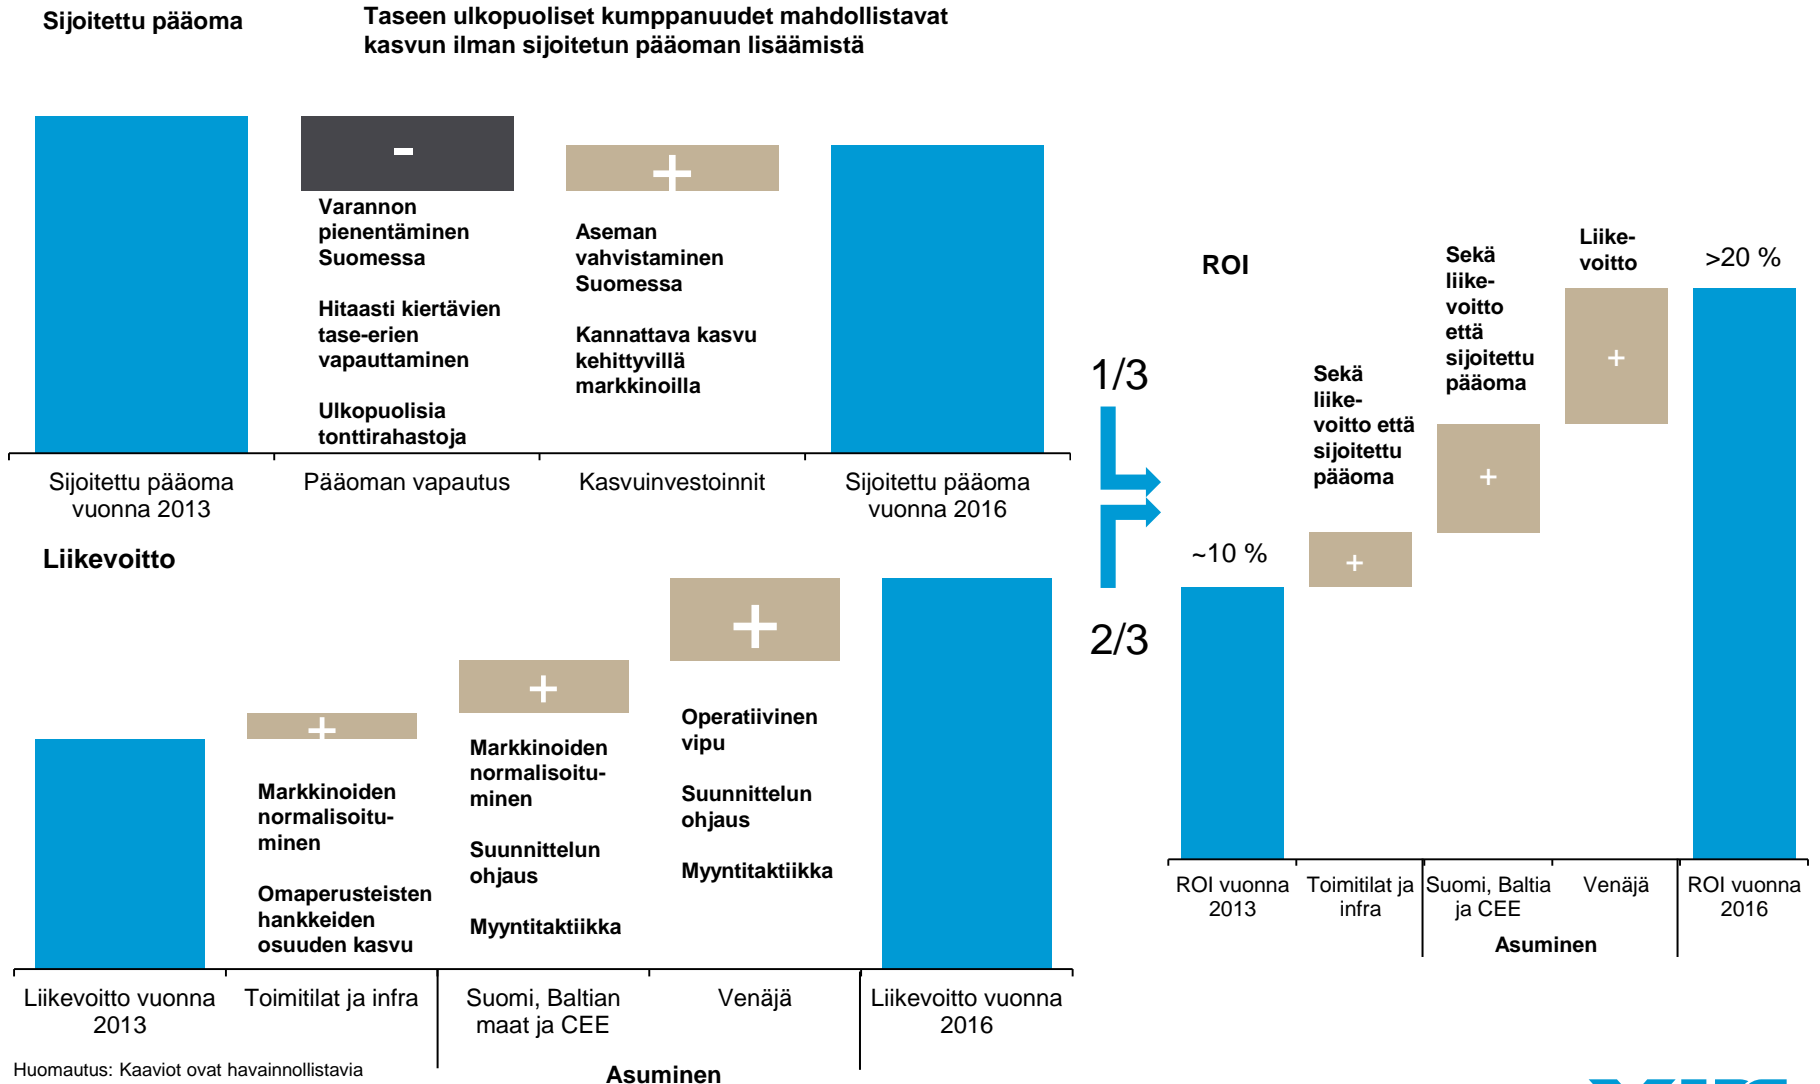 Sijoitettu pääoma
Taseen ulkopuoliset kumppanuudet mahdollistavat
kasvun ilman sijoitetun pääoman lisäämistä
-
+
Varannon
pienentäminen
Suomessa
Hitaasti kiertävien
tase-erien
vapauttaminen
Ulkopuolisia
tonttirahastoja
Aseman
vahvistaminen
Suomessa
Kannattava kasvu
kehittyvillä
markkinoilla
Sijoitettu pääoma
vuonna 2013
Pääoman vapautus
Kasvuinvestoinnit
Sijoitettu pääoma
vuonna 2016
Liikevoitto
+
+
+
Markkinoiden
normalisoitu-
minen
Omaperusteisten
hankkeiden
osuuden kasvu
Markkinoiden
normalisoitu-
minen
Suunnittelun
ohjaus
Myyntitaktiikka
Operatiivinen
vipu
Suunnittelun
ohjaus
Myyntitaktiikka
Liikevoitto vuonna
2013
Toimitilat ja infra
Suomi, Baltian
maat ja CEE
Venäjä
Liikevoitto vuonna
2016
Asuminen
Huomautus: Kaaviot ovat havainnollistavia
1/3
2/3
ROI
~10 %
+
Sekä
liike-
voitto että
sijoitettu
pääoma
+
Sekä
liike-
voitto
että
sijoitettu
pääoma
+
Liike-
voitto
>20 %
ROI vuonna
2013
Toimitilat ja
infra
Suomi, Baltia
ja CEE
Venäjä
ROI vuonna
2016
Asuminen